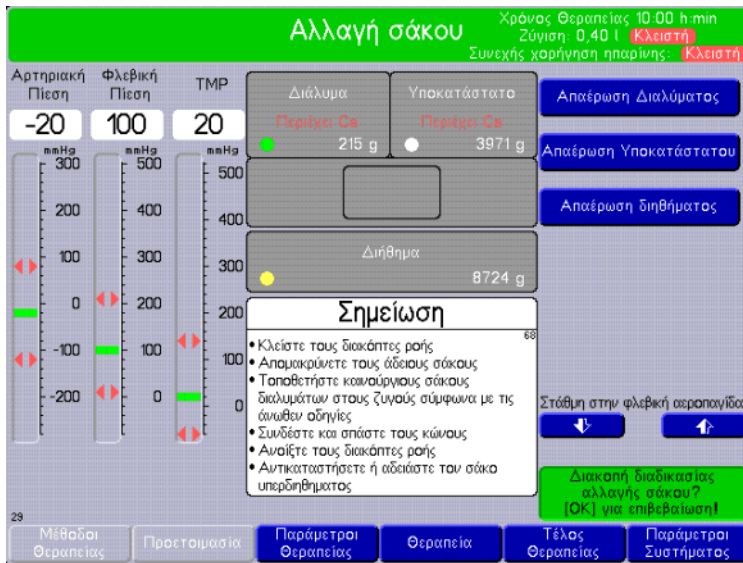 Αλλαγή σάκου
Χρόνος Θεραπείας 10:00 h:min
Ζύγιση: 0,40 l Κλειστή
Συνεχής χορήγηση ηπαρίνης: Κλειστή
Αρτηριακή Πίεση
Φλεβική Πίεση
TMP
-20
100
20
mmHg
mmHg
mmHg
300
200
100
0
-100
-200
500
400
300
200
100
0
500
400
300
200
100
0
Διάλυμα
Περιέχει Ca
215 g
Υποκατάστατο
Περιέχει Ca
3971 g
Διήθημα
8724 g
Σημείωση
68
• Κλείστε τους διακόπτες ροής
• Απομακρύνετε τους άδειους σάκους
• Τοποθετήστε καινούργιους σάκους
διαλυμάτων στους ζυγούς σύμφωνα με τις
άνωθεν οδηγίες
• Συνδέστε και σπάστε τους κώνους
• Ανοίξτε τους διακόπτες ροής
• Αντικαταστήσετε ή αδειάστε τον σάκο
υπερδιηθηματος
Απαέρωση Διαλύματος
Απαέρωση Υποκατάστατου
Απαέρωση διηθήματος
Στάθμη στην φλεβική αεροπαγίδα
Διακοπή διαδικασίας
αλλαγής σάκου?
[OK] για επιβεβαίωση!
29
Μέθοδοι
Θεραπείας
Προετοιμασία
Παράμετροι
Θεραπείας
Θεραπεία
Τέλος
Θεραπείας
Παράμετροι
Συστήματος